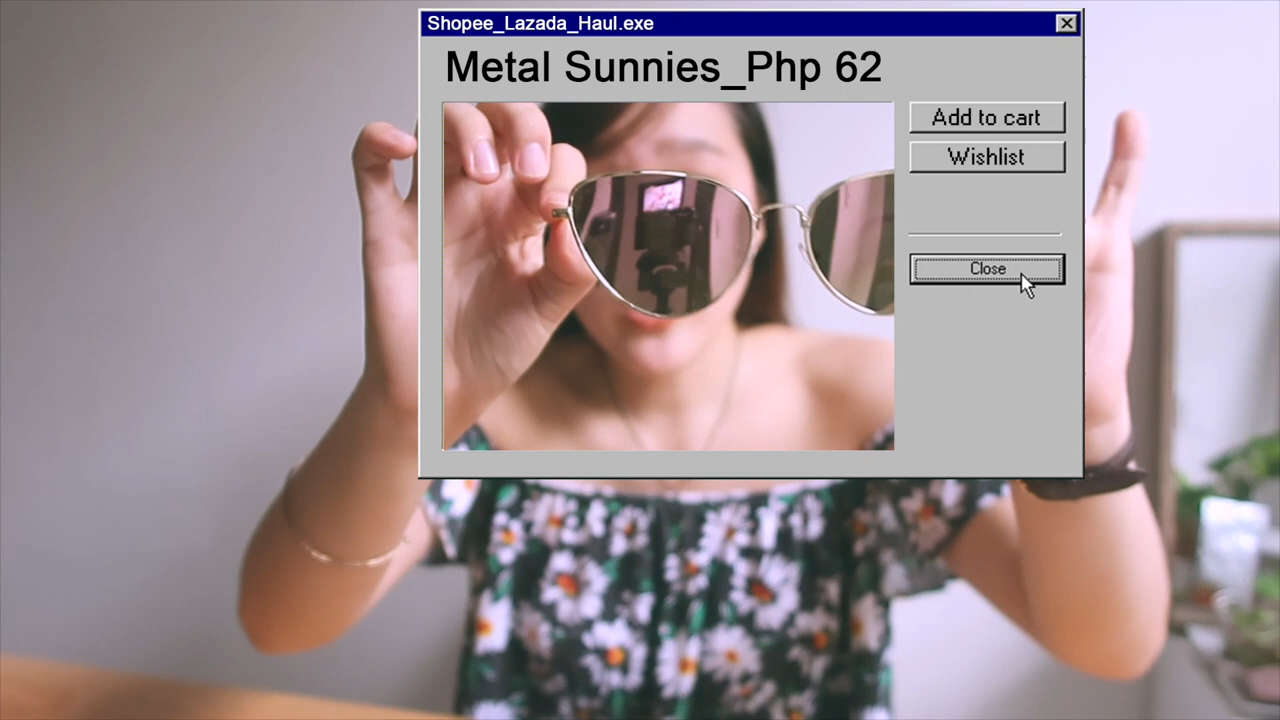 Shopee_Lazada_Haul.exe
Metal Sunnies_Php 62
Add to cart
Wishlist
Close